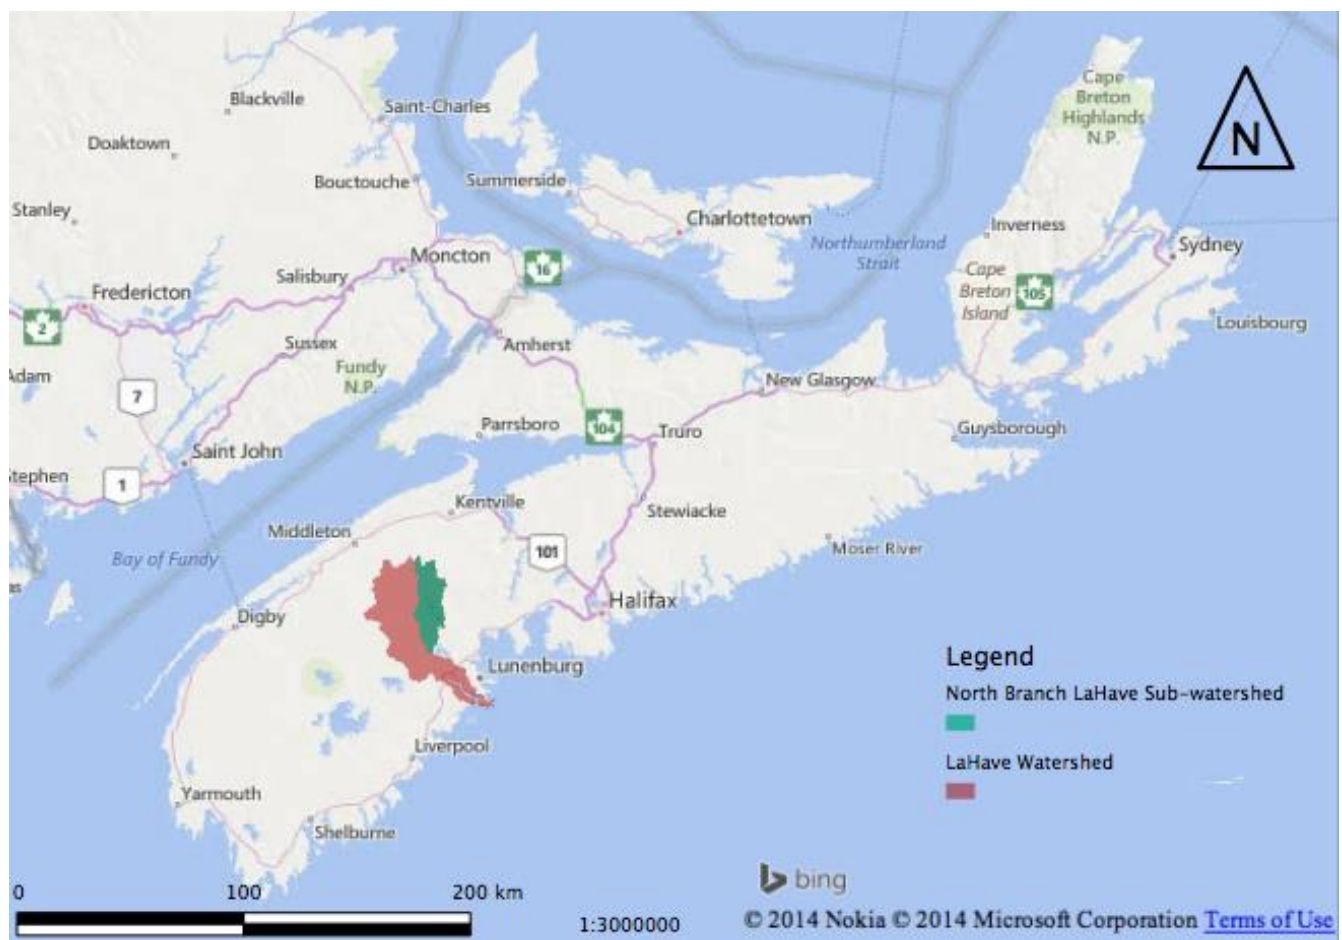 Cape
Breton
Highlands
N.P.
N
Blackville
Saint-Charles
Doaktown
Bouctouche
Summerside
Stanley
Charlottetown
Inverness
Northumberland
Strait
Sydney
Moncton
16
Salisbury
Cape
Breton
Island
105
Fredericton
2
Louisbourg
Sussex
Amherst
Fundy
N.P.
Adam
7
New Glasgow
Parrsboro
104
Truro
Guysborough
Saint John
Stephen
1
Kentville
Stewiacke
Middleton
101
Moser River
Bay of Fundy
as
Halifax
Digby
Lunenburg
Legend
North Branch LaHave Sub-watershed
LaHave Watershed
Liverpool
Yarmouth
Shelburne
0 100 200 km
1:3000000
bing
© 2014 Nokia © 2014 Microsoft Corporation Terms of Use